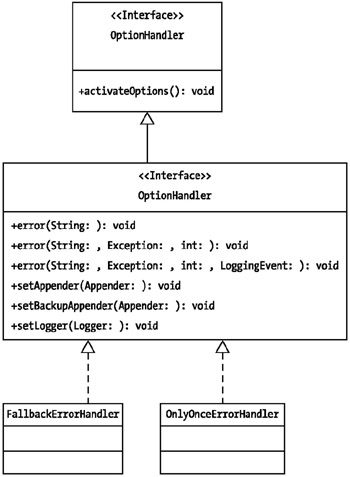 <<Interface>>
OptionHandler
+activateOptions(): void
<<Interface>>
OptionHandler
+error(String: ): void
+error(String: , Exception: , int: ): void
+error(String: , Exception: , int: , LoggingEvent: ): void
+setAppender(Appender: ): void
+setBackupAppender(Appender: ): void
+setLogger(Logger: ): void
FallbackErrorHandler
OnlyOnceErrorHandler